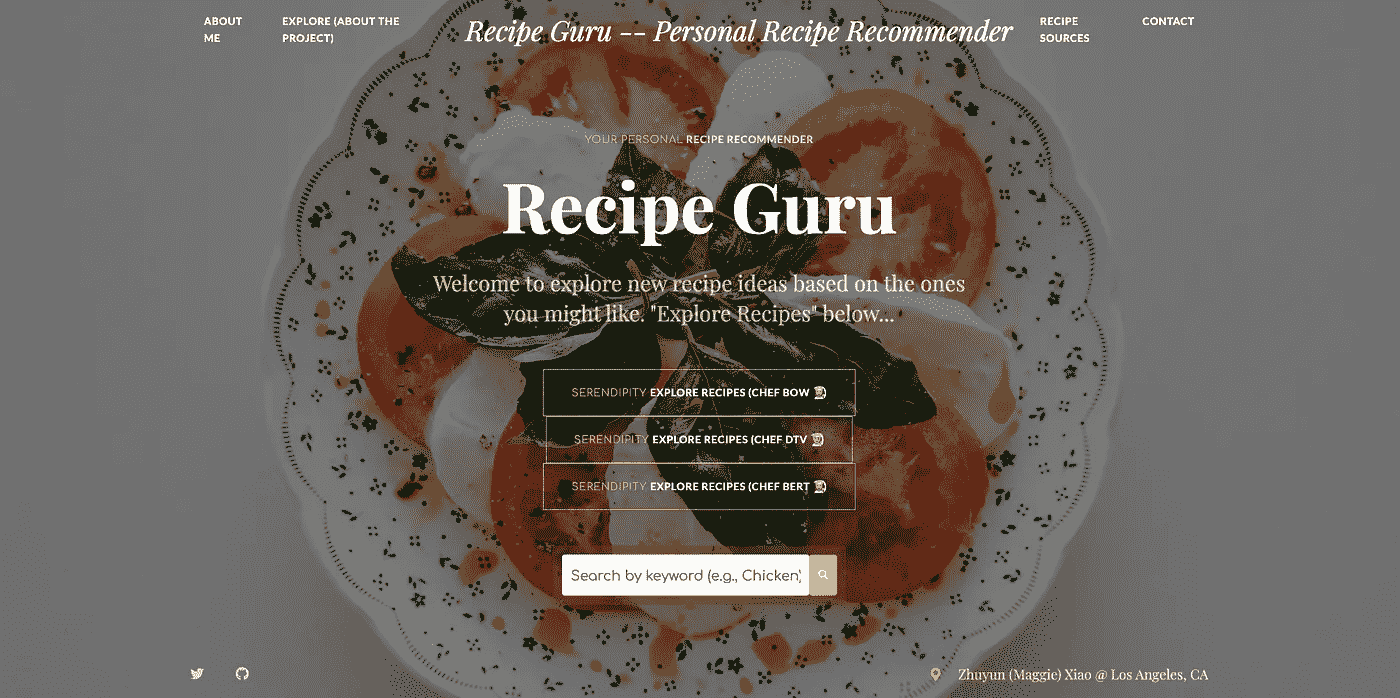 ABOUT
ME
EXPLORE (ABOUT THE
PROJECT)
Recipe Guru -- Personal Recipe Recommender
RECIPE
SOURCES
CONTACT
YOUR PERSONAL RECIPE RECOMMENDER
Recipe Guru
Welcome to explore new recipe ideas based on the ones
you might like. "Explore Recipes" below...
SERENDIPITY EXPLORE RECIPES (CHEF BOW
SERENDIPITY EXPLORE RECIPES (CHEF DTV
SERENDIPITY EXPLORE RECIPES (CHEF BERT
Search by keyword (e.g., Chicken)
Zhuyun (Maggie) Xiao @ Los Angeles, CA